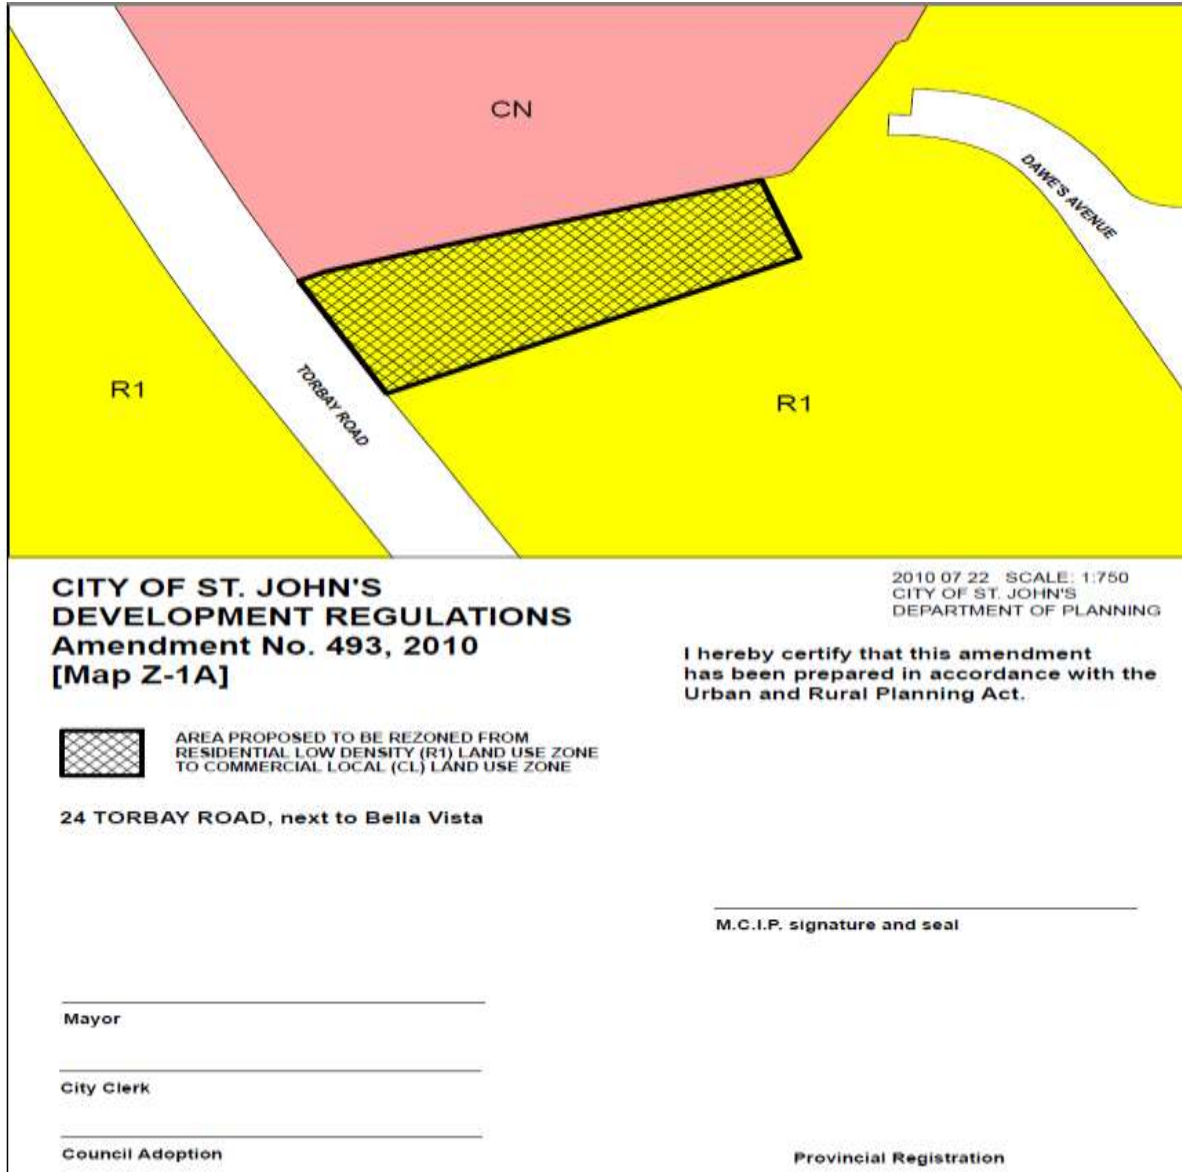 CN
DAWE'S AVENUE
R1
TORBAY ROAD
R1
CITY OF ST. JOHN'S
DEVELOPMENT REGULATIONS
Amendment No. 493, 2010
[Map Z-1A]
2010 07 22 SCALE: 1:750
CITY OF ST. JOHN'S
DEPARTMENT OF PLANNING
I hereby certify that this amendment
has been prepared in accordance with the
Urban and Rural Planning Act.
AREA PROPOSED TO BE REZONED FROM
RESIDENTIAL LOW DENSITY (R1) LAND USE ZONE
TO COMMERCIAL LOCAL (CL) LAND USE ZONE
24 TORBAY ROAD, next to Bella Vista
M.C.I.P. signature and seal
Mayor
City Clerk
Council Adoption
Provincial Registration